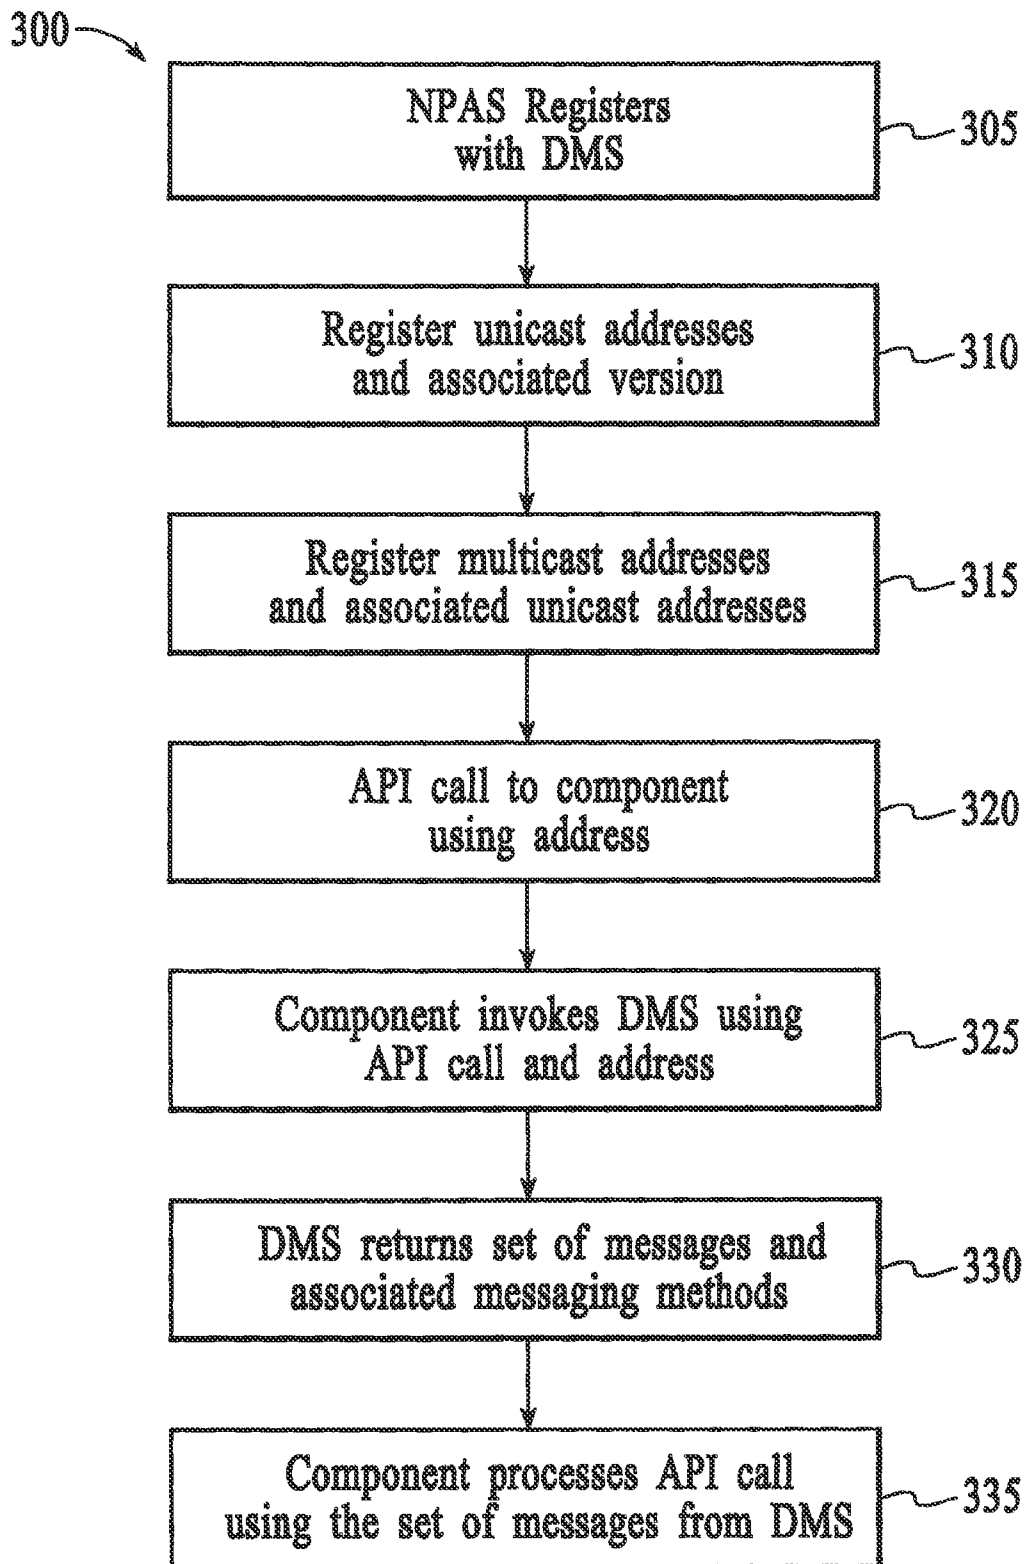 300
NPAS Registers
with DMS
305
Register unicast addresses
and associated version
310
Register multicast addresses
and associated unicast addresses
315
API call to component
using address
320
Component invokes DMS using
API call and address
325
DMS returns set of messages and
associated messaging methods
330
Component processes API call
using the set of messages from DMS
335